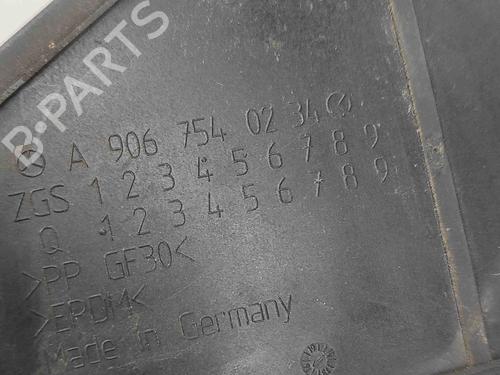 B-PARTS
A 906 754 02 34
ZGS 1 2 3 4 5 6 7 8 9
Q 1 2 3 4 5 6 7 8 9
>PP GF30<
>EPDM<
Made in Germany